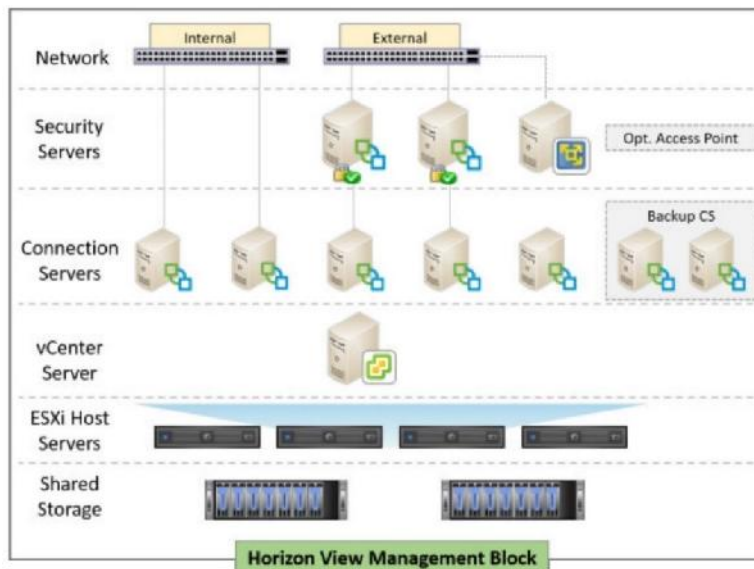 Internal
External
Network
Security
Servers
Opt. Access Point
Backup CS
Connection
Servers
vCenter
Server
ESXi Host
Servers
Shared
Storage
Horizon View Management Block